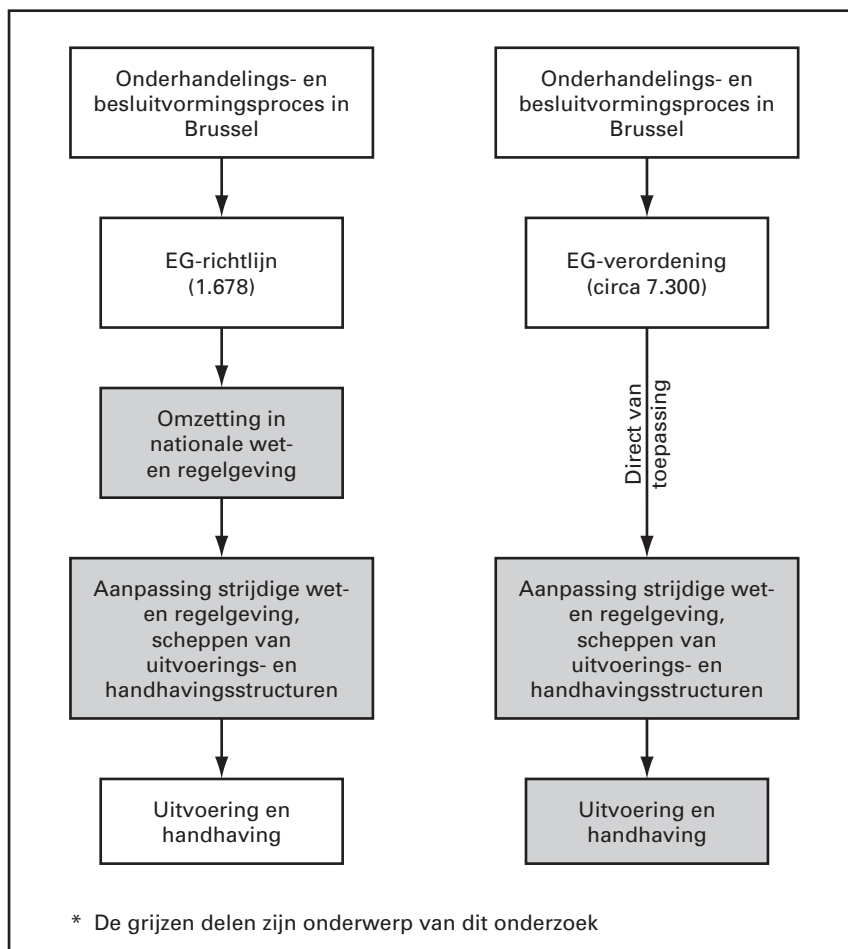 Onderhandelings- en
besluitvormingsproces in
Brussel
EG-richtlijn
(1.678)
Omzetting in
nationale wet-
en regelgeving
Aanpassing strijdige wet-
en regelgeving,
scheppen van
uitvoerings- en
handhavingsstructuren
Uitvoering en
handhaving
Onderhandelings- en
besluitvormingsproces in
Brussel
EG-verordening
(circa 7.300)
Direct van
toepassing
Aanpassing strijdige wet-
en regelgeving,
scheppen van
uitvoerings- en
handhavingsstructuren
Uitvoering en
handhaving
* De grijzen delen zijn onderwerp van dit onderzoek